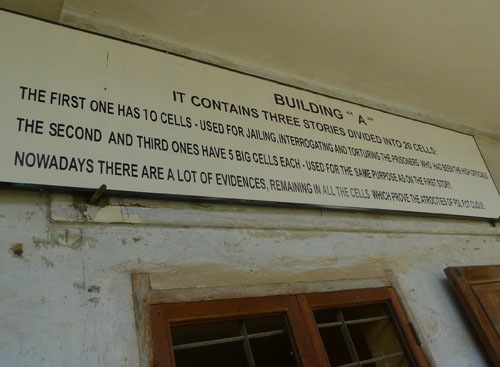 BUILDING " A "
IT CONTAINS THREE STORIES DIVIDED INTO 20 CELLS:
THE FIRST ONE HAS 10 CELLS - USED FOR JAILING ,INTERROGATING AND TORTURING THE PRISONERS WHO HAD BEEN THE HIGH OFFICIALS
THE SECOND AND THIRD ONES HAVE 5 BIG CELLS EACH - USED FOR THE SAME PURPOSE AS ON THE FIRST STORY.
NOWADAYS THERE ARE A LOT OF EVIDENCES, REMAINING IN ALL THE CELLS WHICH PROVE THE ATROCITIES OF POL POT CLIQUE.